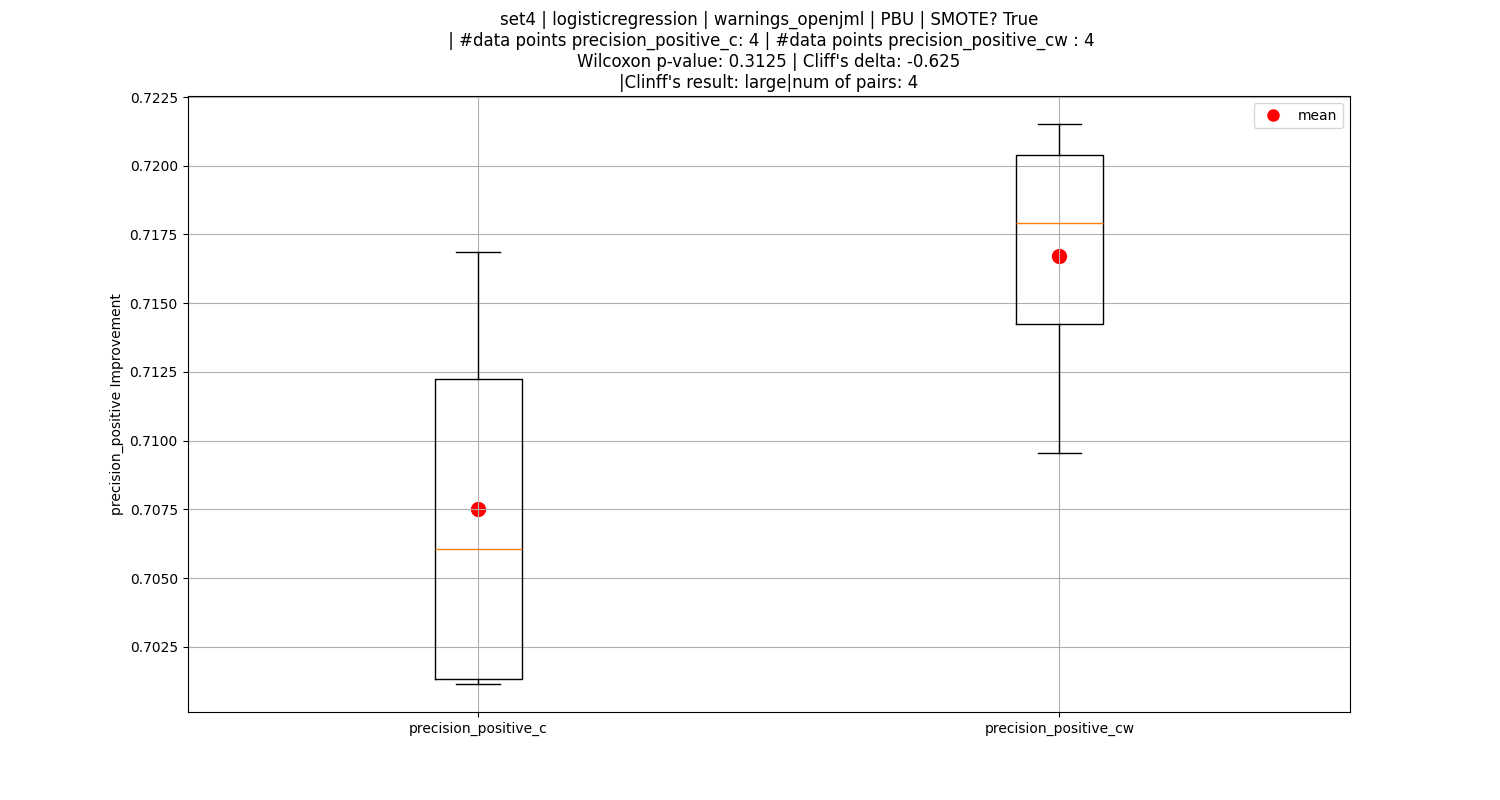 set4 | logisticregression | warnings_openjml | PBU | SMOTE? True
| #data points precision_positive_c: 4 | #data points precision_positive_cw : 4
Wilcoxon p-value: 0.3125 | Cliff's delta: -0.625
|Clinff's result: large|num of pairs: 4
mean
precision_positive Improvement
0.7225
0.7200
0.7175
0.7150
0.7125
0.7100
0.7075
0.7050
0.7025
precision_positive_c
precision_positive_cw